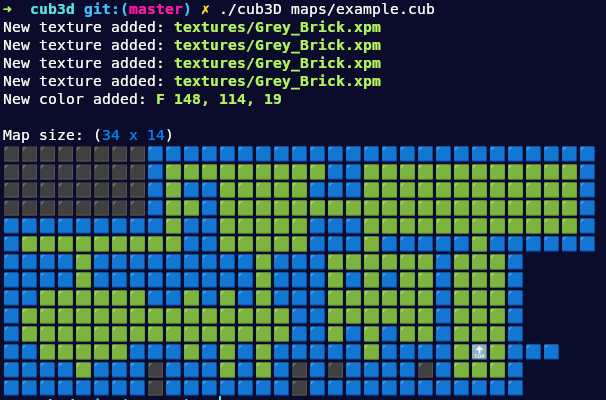 ➜ cub3d git:(master) ✗ ./cub3D maps/example.cub
New texture added: textures/Grey_Brick.xpm
New texture added: textures/Grey_Brick.xpm
New texture added: textures/Grey_Brick.xpm
New texture added: textures/Grey_Brick.xpm
New color added: F 148, 114, 19
Map size: (34 x 14)